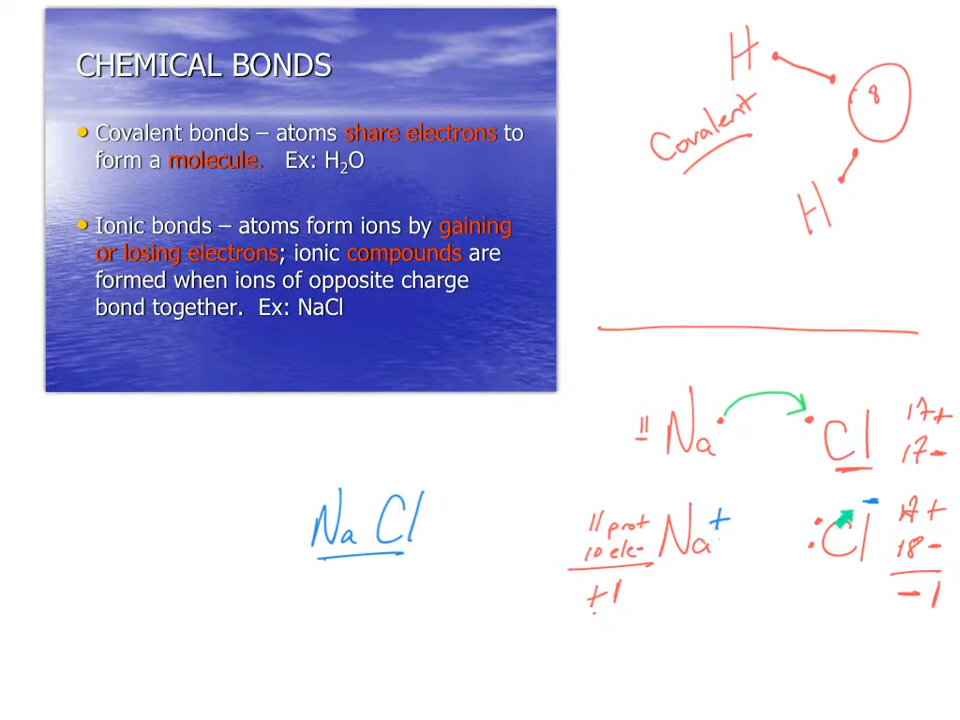 CHEMICAL BONDS
• Covalent bonds – atoms share electrons to
form a molecule. Ex: H₂O
• Ionic bonds – atoms form ions by gaining
or losing electrons; ionic compounds are
formed when ions of opposite charge
bond together. Ex: NaCl
H
Covalent
8
H
11 Na Cl 17+
17-
11 prot Na+ Cl- 17+
10 ele- 18-
+1 -1
NaCl